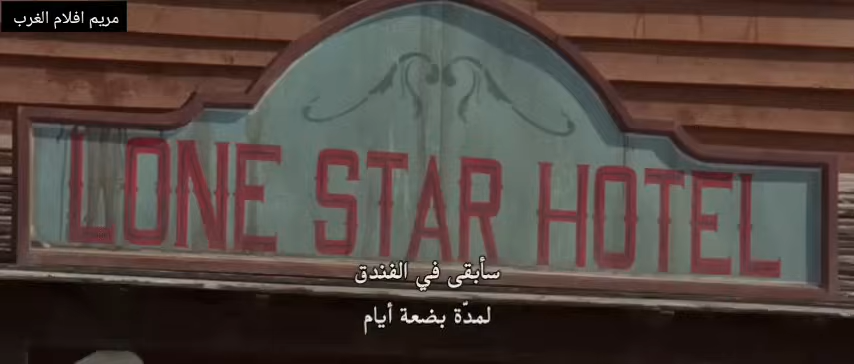 مريم افلام الغرب
LONE STAR HOTEL
سأبقى في الفندق
لمدّة بضعة أيام